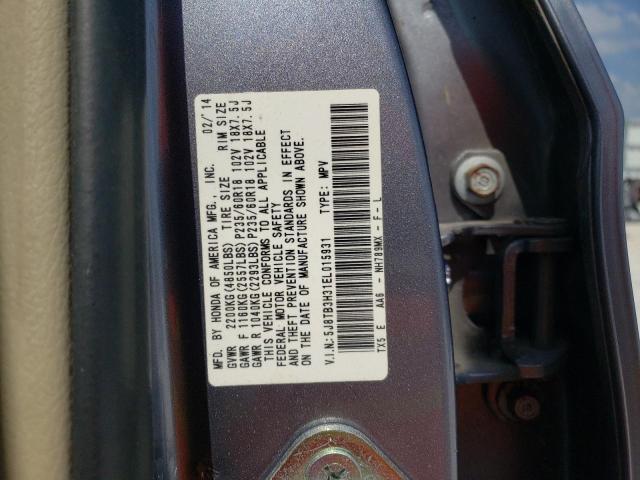 MFD. BY HONDA OF AMERICA MFG., INC. 02/'14
GVWR 2200KG(4850LBS) TIRE SIZE RIM SIZE
GAWR F 1160KG(2557LBS) P235/60R18 102V 18X7.5J
GAWR R 1040KG(2293LBS) P235/60R18 102V 18X7.5J
THIS VEHICLE CONFORMS TO ALL APPLICABLE
FEDERAL MOTOR VEHICLE SAFETY
AND THEFT PREVENTION STANDARDS IN EFFECT
ON THE DATE OF MANUFACTURE SHOWN ABOVE.
V.I.N.: 5J8TB3H31EL015931 TYPE: MPV
TX5 E AA6 - NH789MX - F - L